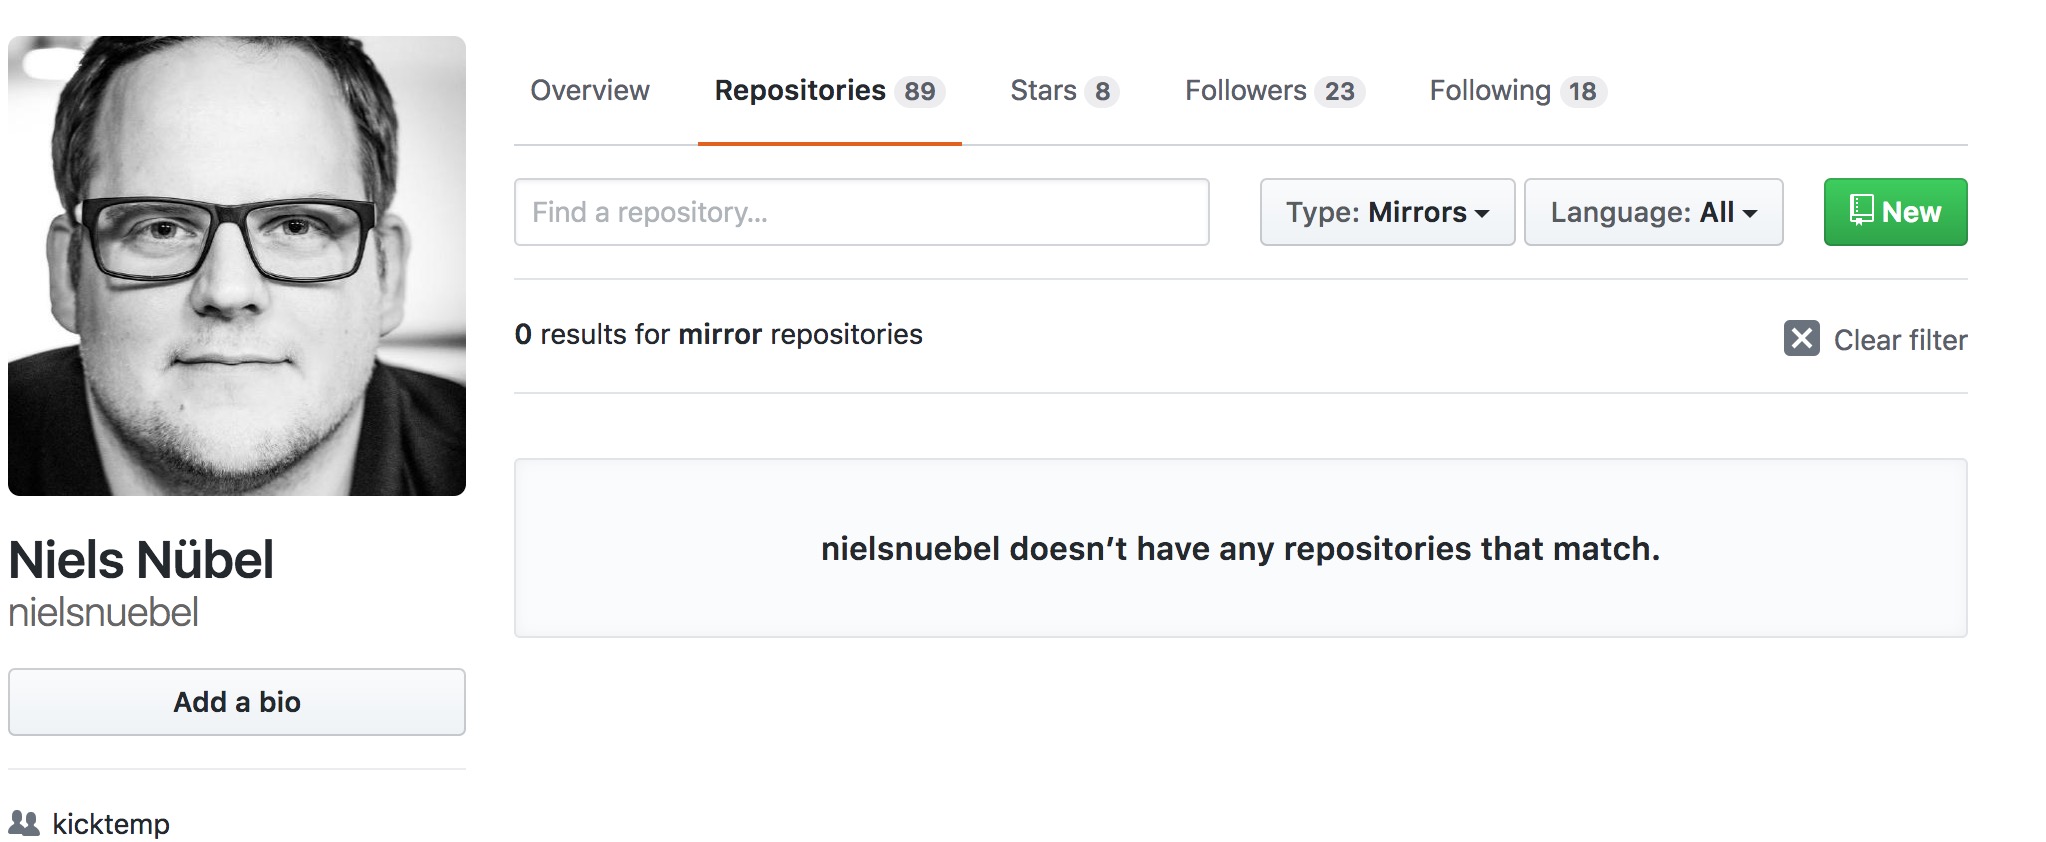 Overview Repositories 89 Stars 8 Followers 23 Following 18
Find a repository... Type: Mirrors Language: All New
0 results for mirror repositories Clear filter
nielsnuebel doesn’t have any repositories that match.
Niels Nübel
nielsnuebel
Add a bio
kicktemp